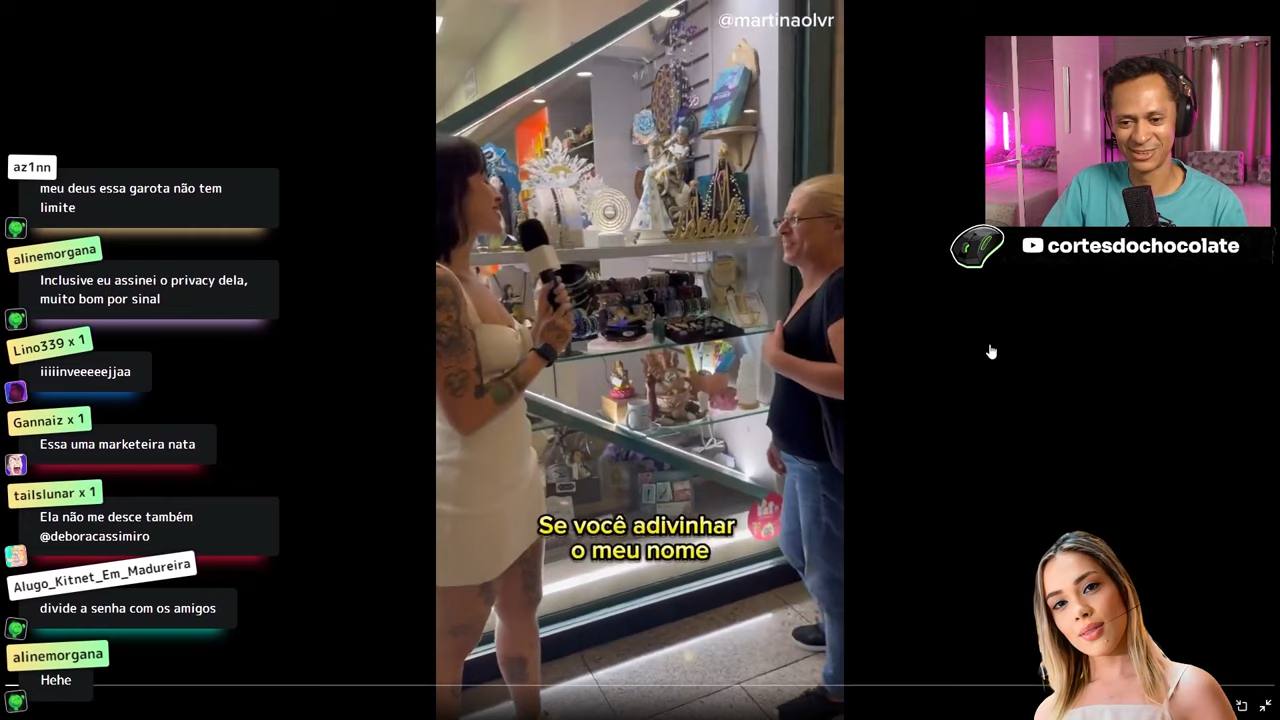 @martinaolvr
az1nn
meu deus essa garota não tem
limite
alinemorgana
Inclusive eu assinei o privacy dela,
muito bom por sinal
Lino339 x 1
iiiiinveeeeejjaa
Gannaiz x 1
Essa uma marketeira nata
tailslunar x 1
Ela não me desce também
@deboracassimiro
Alugo_Kitnet_Em_Madureira
divide a senha com os amigos
alinemorgana
Hehe
Se você adivinhar
o meu nome
cortesdochocolate